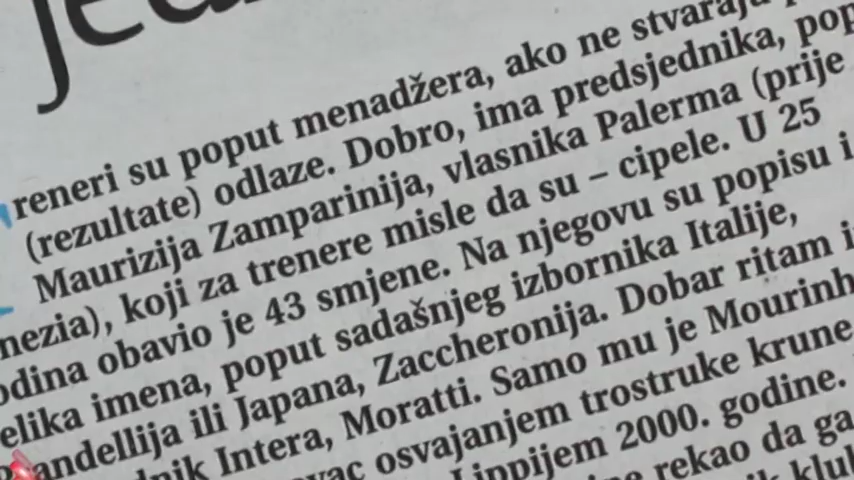 reneri su poput menadžera, ako ne stvaraju
(rezultate) odlaze. Dobro, ima predsjednika, pop
Maurizija Zamparinija, vlasnika Palerma (prije
nezia), koji za trenere misle da su – cipele. U 25
odina obavio je 43 smjene. Na njegovu su popisu i
elika imena, poput sadašnjeg izbornika Italije,
andellija ili Japana, Zaccheronija. Dobar ritam i
dnik Intera, Moratti. Samo mu je Mourinh
vac osvajanjem trostruke krune
Lippijem 2000. godine.
ne rekao da ga